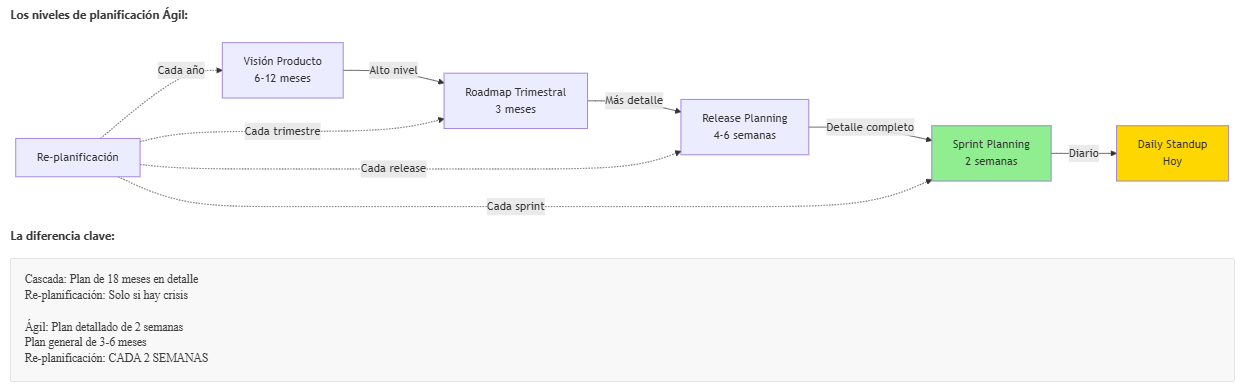 Los niveles de planificación Ágil:
Cada año
Visión Producto
6-12 meses
Alto nivel
Roadmap Trimestral
3 meses
Más detalle
Release Planning
4-6 semanas
Detalle completo
Sprint Planning
2 semanas
Diario
Daily Standup
Hoy
Re-planificación
Cada trimestre
Cada release
Cada sprint
La diferencia clave:
Cascada: Plan de 18 meses en detalle
Re-planificación: Solo si hay crisis
Ágil: Plan detallado de 2 semanas
Plan general de 3-6 meses
Re-planificación: CADA 2 SEMANAS